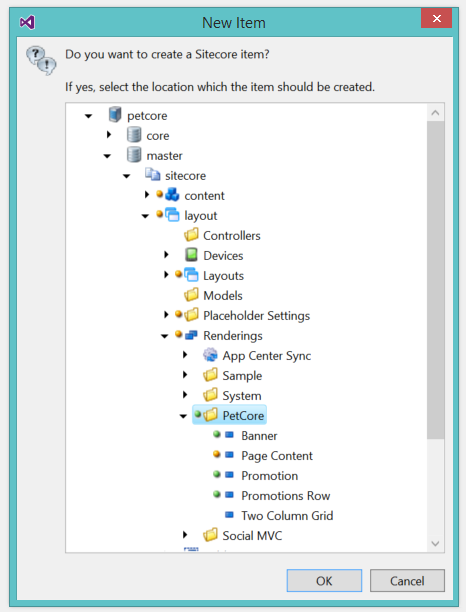 New Item
Do you want to create a Sitecore item?
If yes, select the location which the item should be created.
petcore
core
master
sitecore
content
layout
Controllers
Devices
Layouts
Models
Placeholder Settings
Renderings
App Center Sync
Sample
System
PetCore
Banner
Page Content
Promotion
Promotions Row
Two Column Grid
Social MVC
OK Cancel